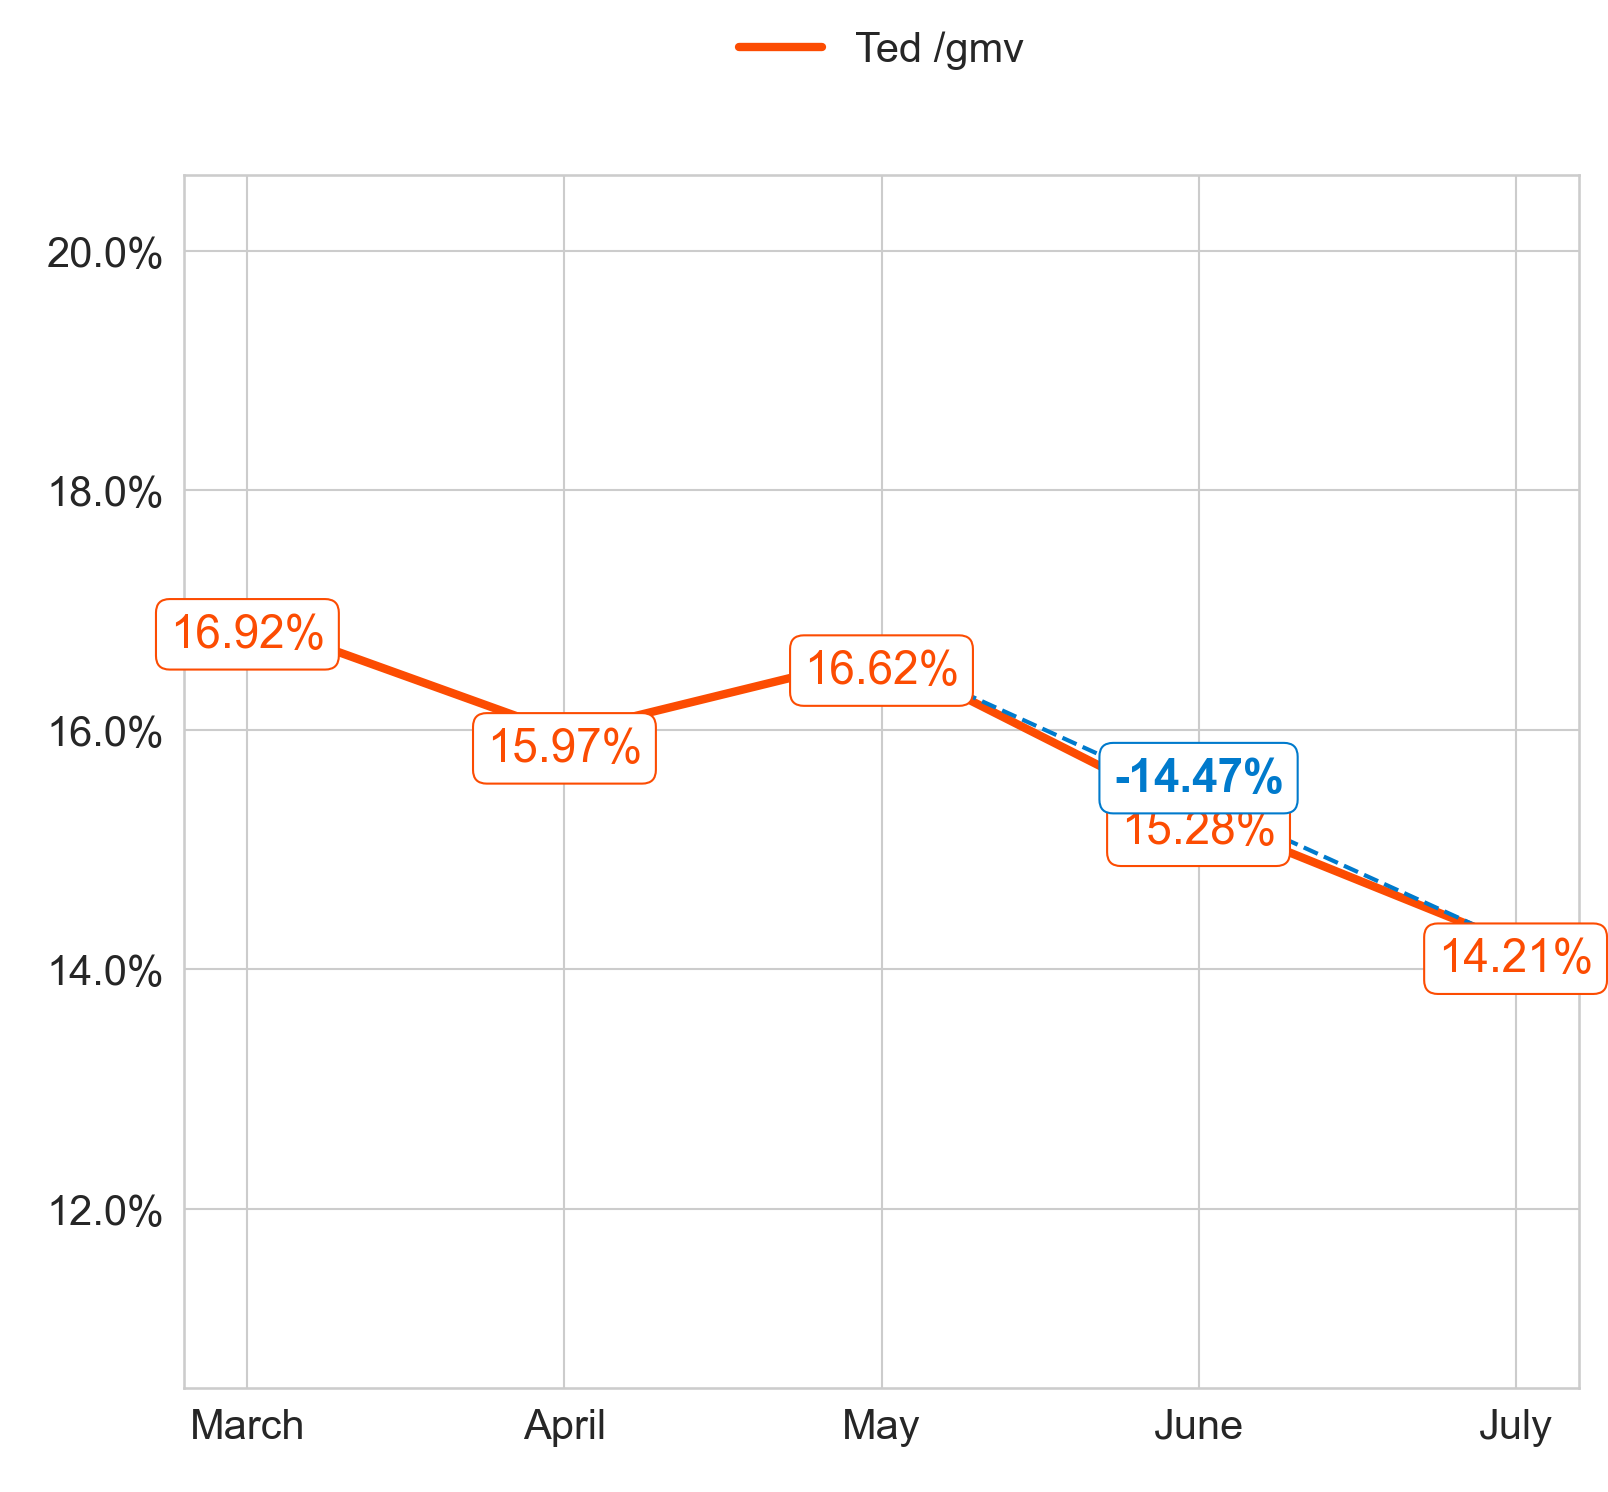 Ted /gmv
20.0%
18.0%
16.0%
14.0%
12.0%
16.92%
15.97%
16.62%
-14.47%
15.28%
14.21%
March
April
May
June
July